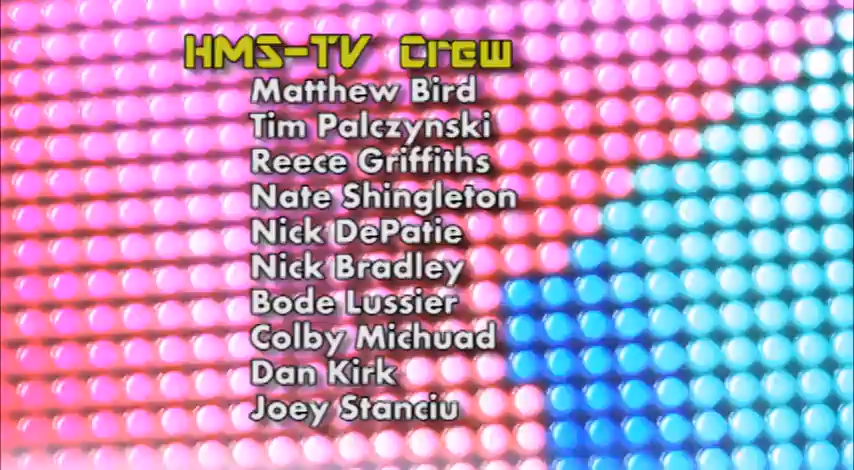 HMS-TV Crew
Matthew Bird
Tim Palczynski
Reece Griffiths
Nate Shingleton
Nick DePatie
Nick Bradley
Bode Lussier
Colby Michuad
Dan Kirk
Joey Stanciu